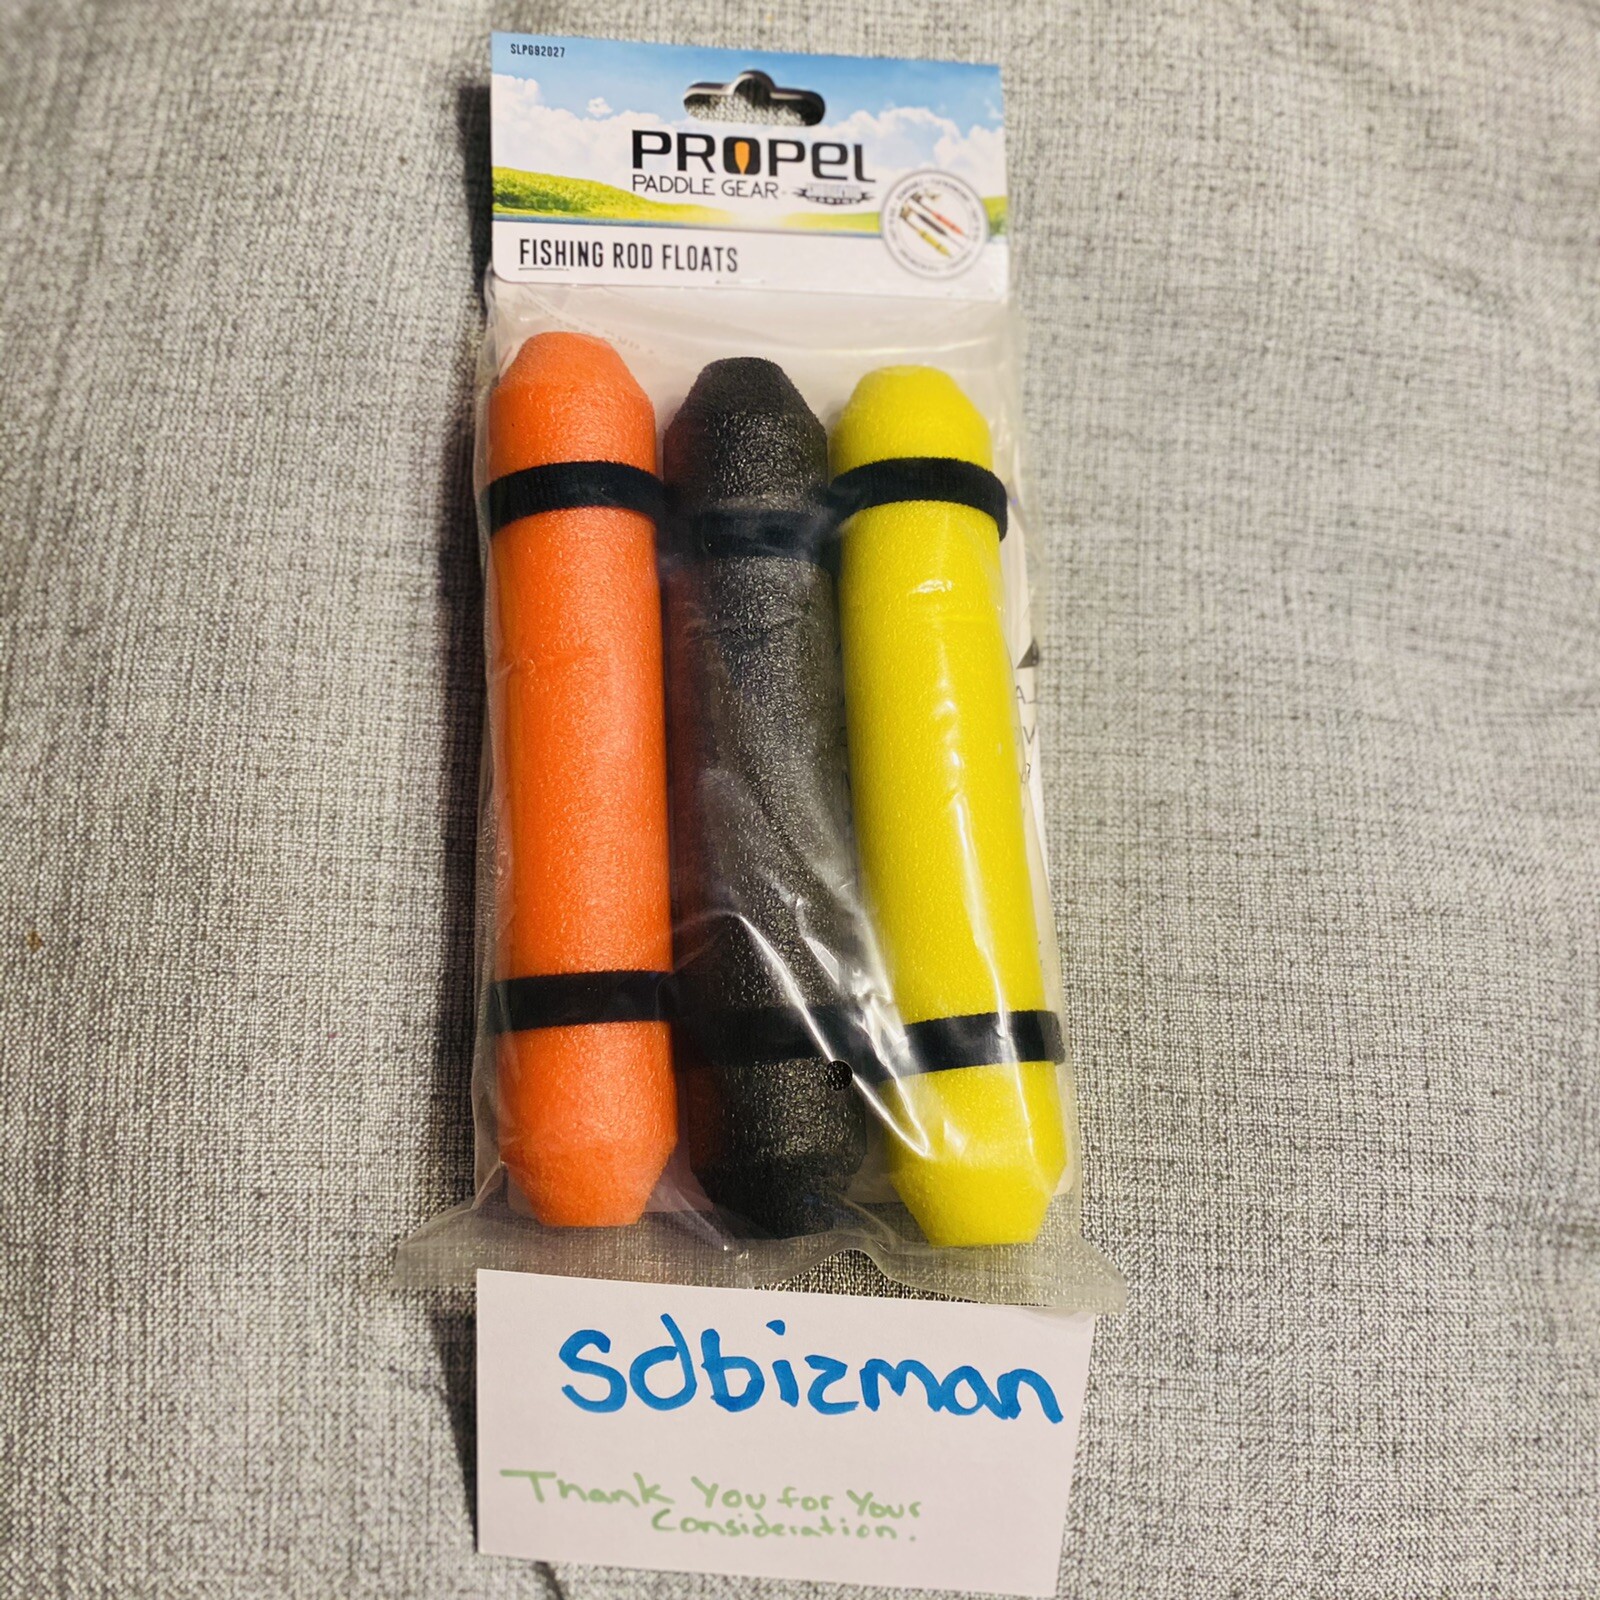 SLPG92027
PROPEL
PADDLE GEAR
FISHING ROD FLOATS
Sdbizman
Thank You for Your
Consideration.